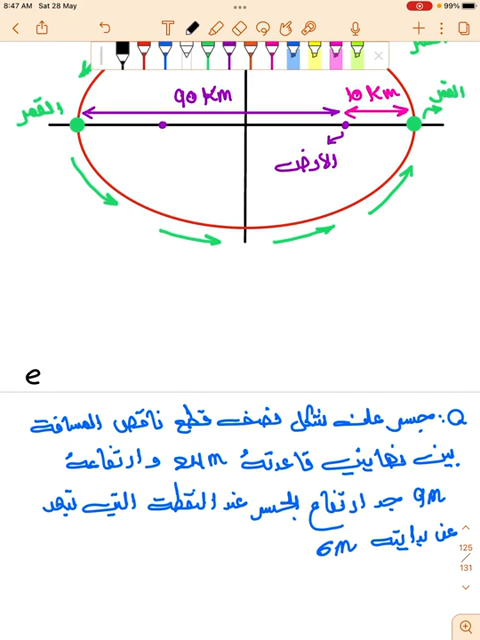 8:47 AM Sat 28 May
99%
90 Km
10 Km
القمر
القمر
الأرض
e
Q: جسر على شكل نصف قطع ناقص المسافة
بين نهايتي قاعدته 24m وارتفاعه
9m جد ارتفاع الجسر عند النقطة التي تبعد
عن بدايته 6m
125
131